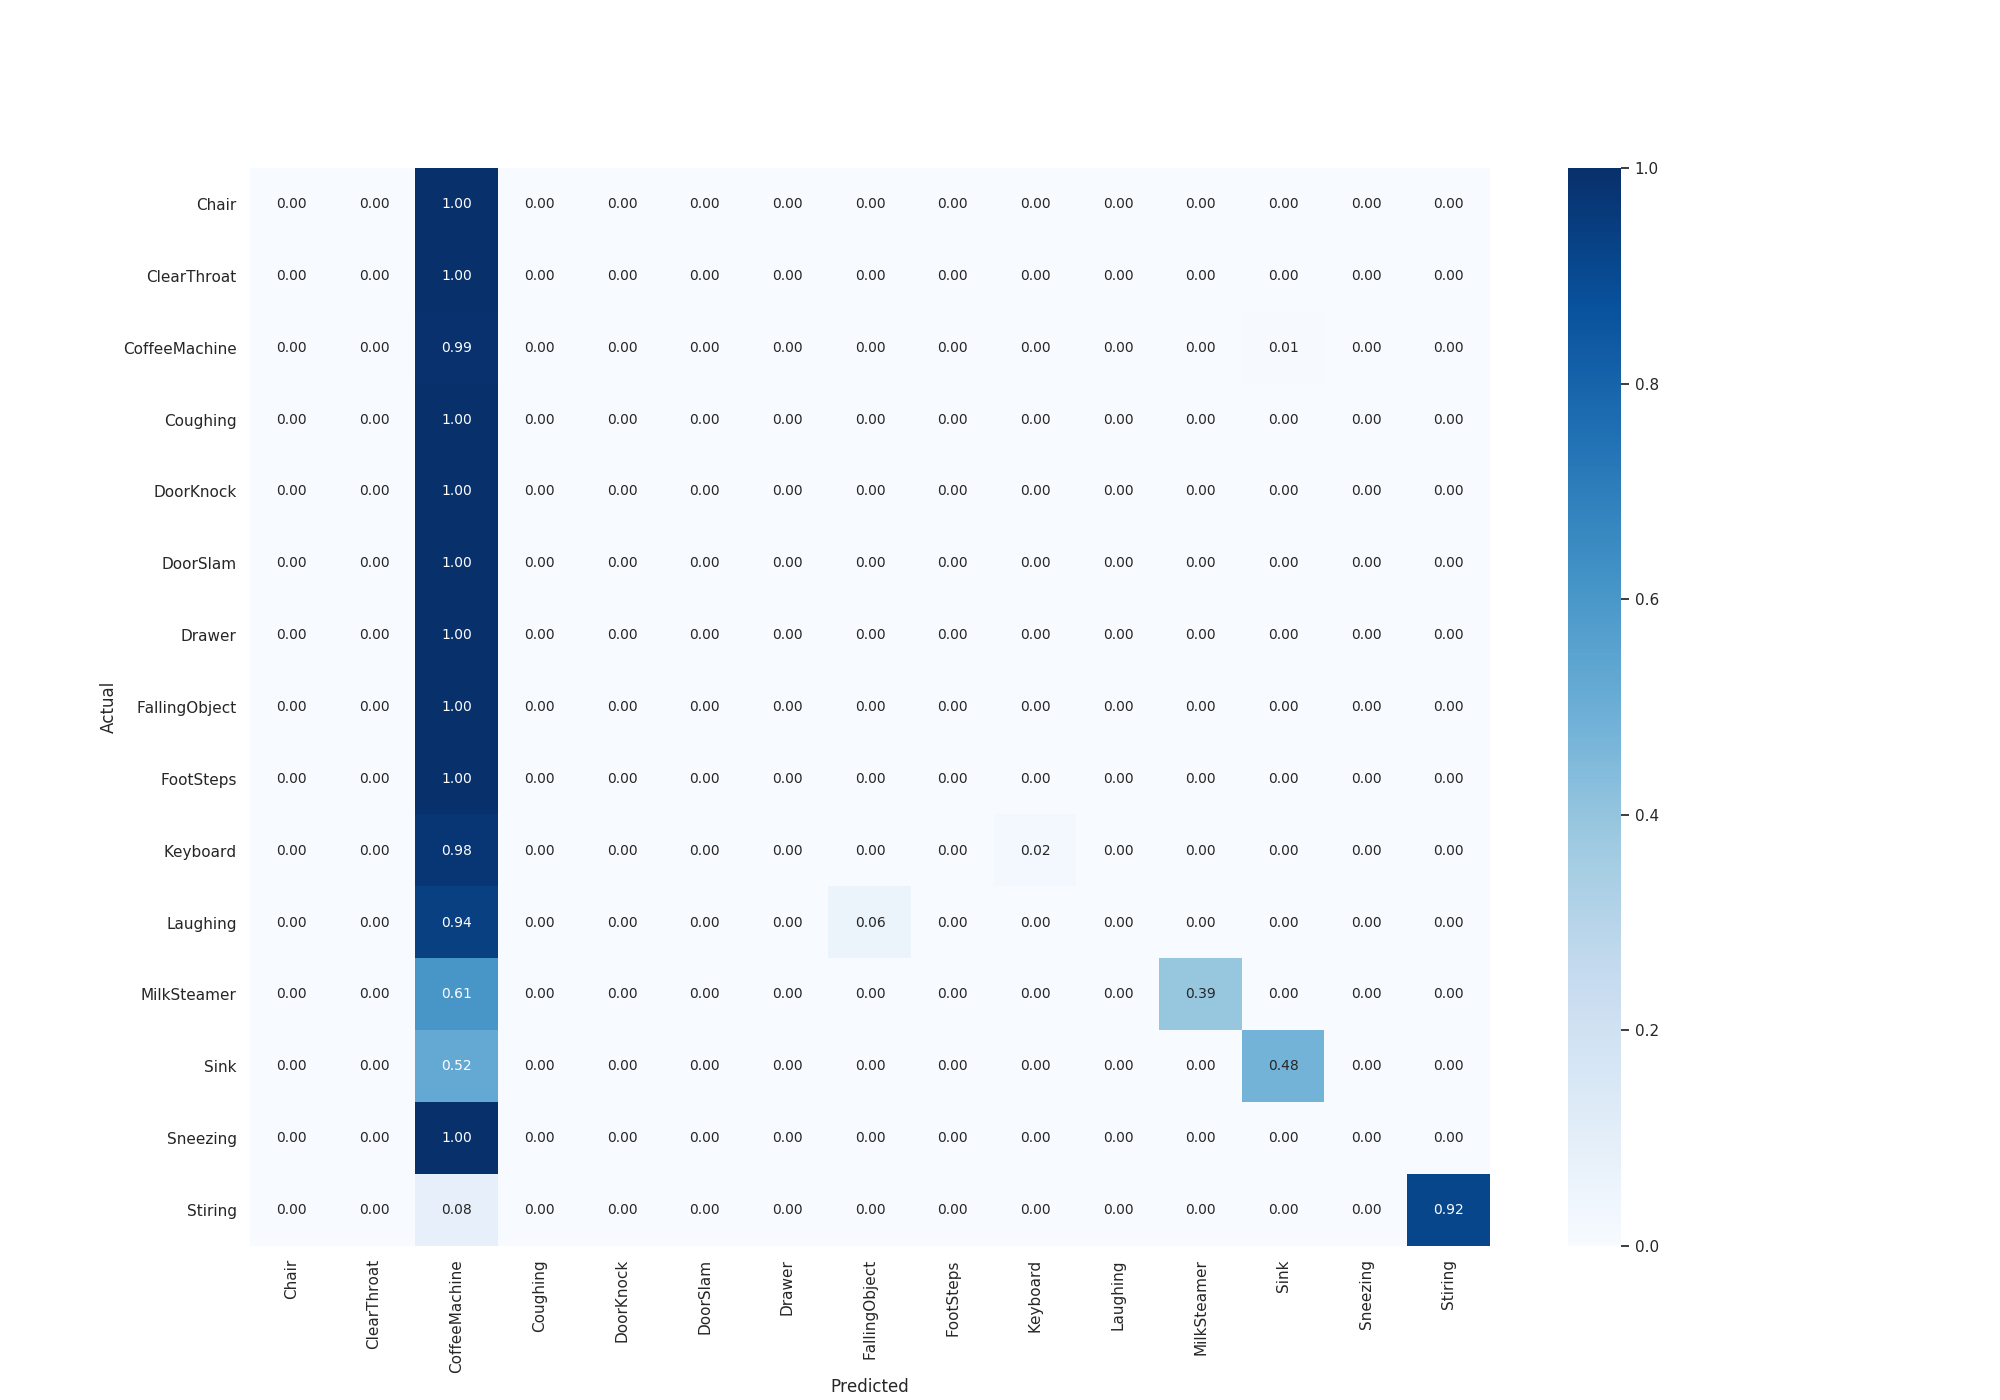 Chair 0.00 0.00 1.00 0.00 0.00 0.00 0.00 0.00 0.00 0.00 0.00 0.00 0.00 0.00 0.00
ClearThroat 0.00 0.00 1.00 0.00 0.00 0.00 0.00 0.00 0.00 0.00 0.00 0.00 0.00 0.00 0.00
CoffeeMachine 0.00 0.00 0.99 0.00 0.00 0.00 0.00 0.00 0.00 0.00 0.00 0.00 0.01 0.00 0.00
Coughing 0.00 0.00 1.00 0.00 0.00 0.00 0.00 0.00 0.00 0.00 0.00 0.00 0.00 0.00 0.00
DoorKnock 0.00 0.00 1.00 0.00 0.00 0.00 0.00 0.00 0.00 0.00 0.00 0.00 0.00 0.00 0.00
DoorSlam 0.00 0.00 1.00 0.00 0.00 0.00 0.00 0.00 0.00 0.00 0.00 0.00 0.00 0.00 0.00
Drawer 0.00 0.00 1.00 0.00 0.00 0.00 0.00 0.00 0.00 0.00 0.00 0.00 0.00 0.00 0.00
FallingObject 0.00 0.00 1.00 0.00 0.00 0.00 0.00 0.00 0.00 0.00 0.00 0.00 0.00 0.00 0.00
FootSteps 0.00 0.00 1.00 0.00 0.00 0.00 0.00 0.00 0.00 0.00 0.00 0.00 0.00 0.00 0.00
Keyboard 0.00 0.00 0.98 0.00 0.00 0.00 0.00 0.00 0.00 0.02 0.00 0.00 0.00 0.00 0.00
Laughing 0.00 0.00 0.94 0.00 0.00 0.00 0.00 0.06 0.00 0.00 0.00 0.00 0.00 0.00 0.00
MilkSteamer 0.00 0.00 0.61 0.00 0.00 0.00 0.00 0.00 0.00 0.00 0.00 0.39 0.00 0.00 0.00
Sink 0.00 0.00 0.52 0.00 0.00 0.00 0.00 0.00 0.00 0.00 0.00 0.00 0.48 0.00 0.00
Sneezing 0.00 0.00 1.00 0.00 0.00 0.00 0.00 0.00 0.00 0.00 0.00 0.00 0.00 0.00 0.00
Stiring 0.00 0.00 0.08 0.00 0.00 0.00 0.00 0.00 0.00 0.00 0.00 0.00 0.00 0.00 0.92
Actual
Chair
ClearThroat
CoffeeMachine
Coughing
DoorKnock
DoorSlam
Drawer
FallingObject
FootSteps
Keyboard
Laughing
MilkSteamer
Sink
Sneezing
Stiring
Predicted
1.0
0.8
0.6
0.4
0.2
0.0